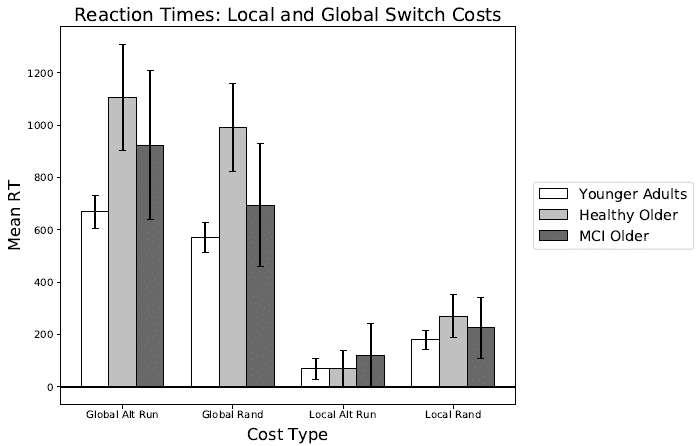 Reaction Times: Local and Global Switch Costs
Mean RT
1200
1000
800
600
400
200
0
Global Alt Run
Global Rand
Local Alt Run
Local Rand
Cost Type
Younger Adults
Healthy Older
MCI Older